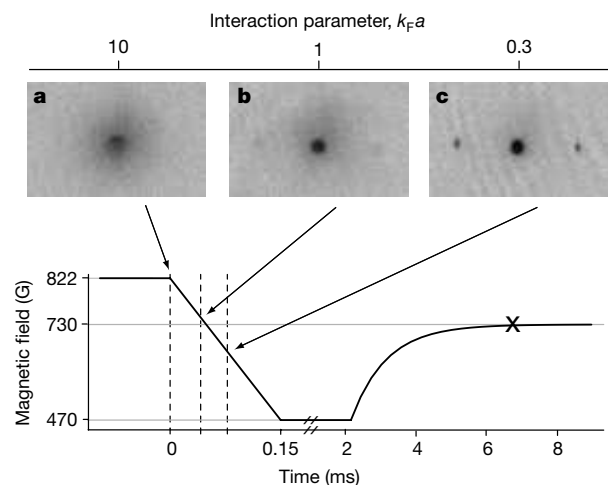 Interaction parameter, kFa
10 1 0.3
a b c
822
730
470
Magnetic field (G)
X
0 0.15 2 4 6 8
Time (ms)